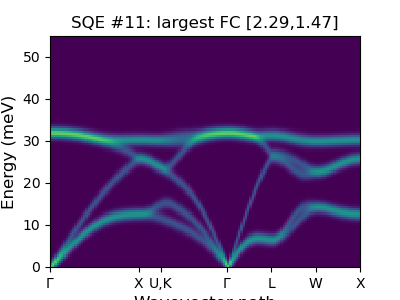 SQE #11: largest FC [2.29,1.47]
Energy (meV)
50
40
30
20
10
0
Γ X U,K Γ L W X
Wavevector path